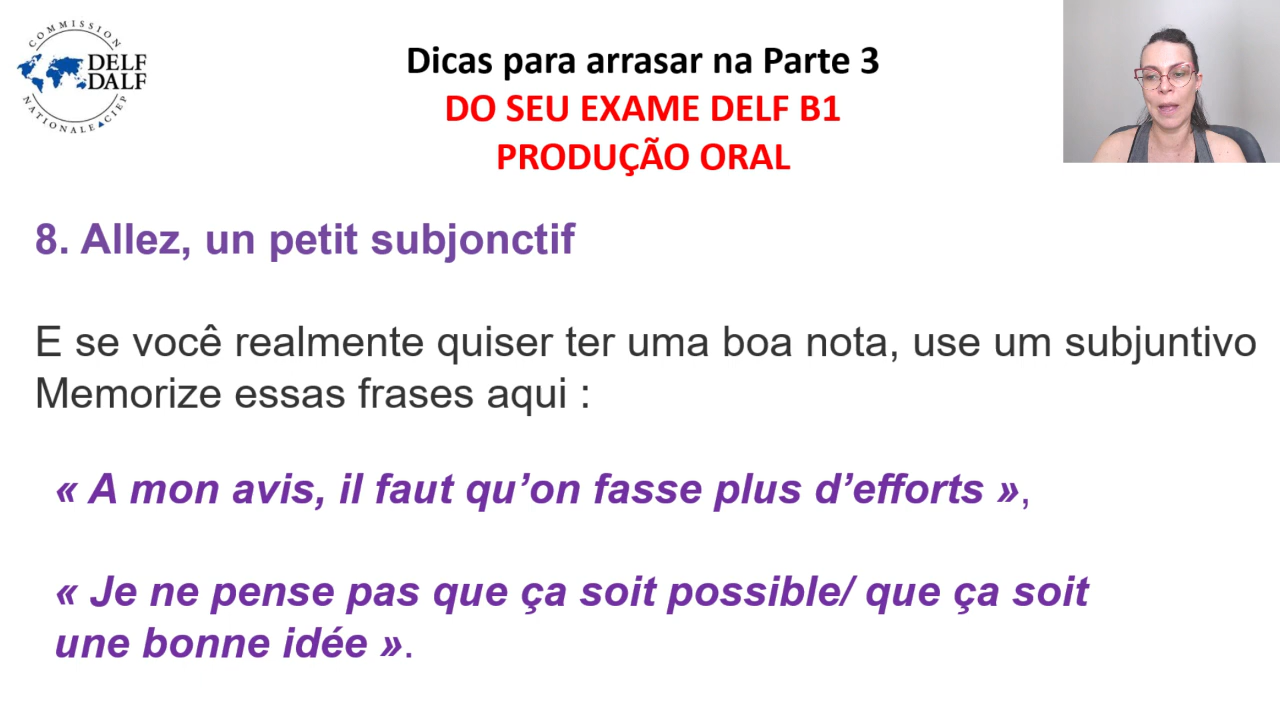 COMMISSION
DELF
DALF
NATIONALE CIEP
Dicas para arrasar na Parte 3
DO SEU EXAME DELF B1
PRODUÇÃO ORAL
8. Allez, un petit subjonctif
E se você realmente quiser ter uma boa nota, use um subjuntivo
Memorize essas frases aqui :
« A mon avis, il faut qu’on fasse plus d’efforts »,
« Je ne pense pas que ça soit possible/ que ça soit
une bonne idée ».